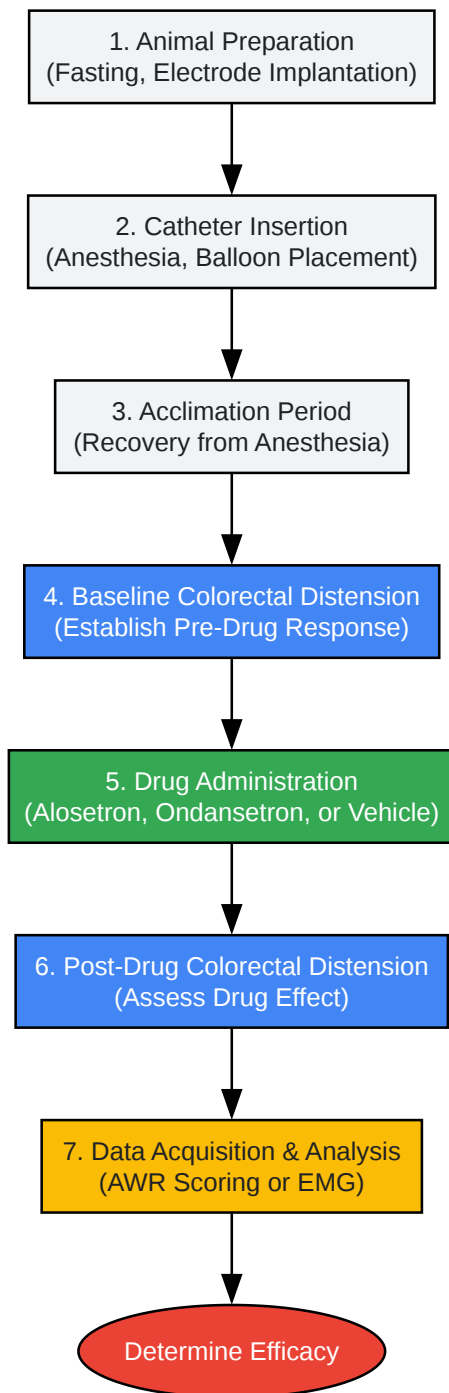 1. Animal Preparation
(Fasting, Electrode Implantation)
2. Catheter Insertion
(Anesthesia, Balloon Placement)
3. Acclimation Period
(Recovery from Anesthesia)
4. Baseline Colorectal Distension
(Establish Pre-Drug Response)
5. Drug Administration
(Alosetron, Ondansetron, or Vehicle)
6. Post-Drug Colorectal Distension
(Assess Drug Effect)
7. Data Acquisition & Analysis
(AWR Scoring or EMG)
Determine Efficacy